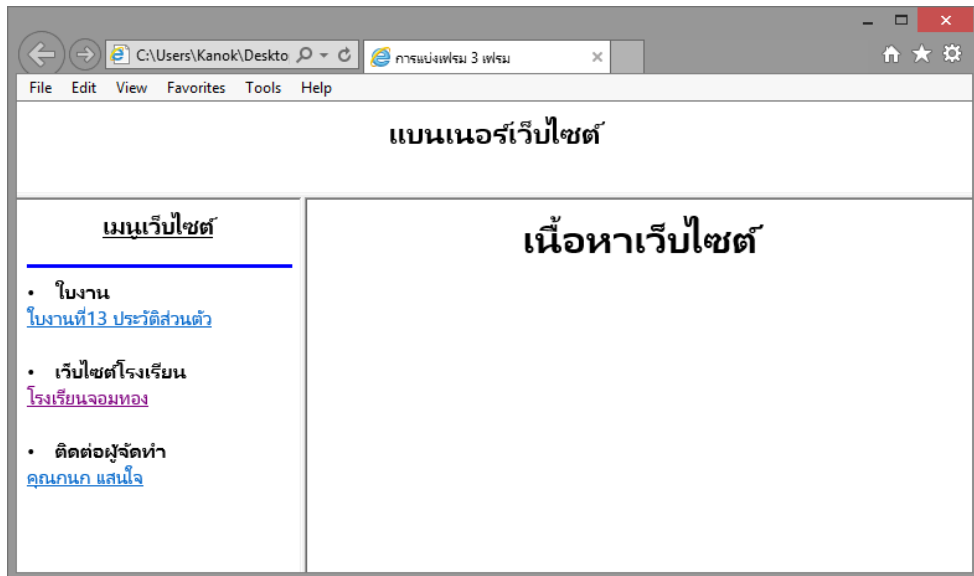 C:\Users\Kanok\Deskto
การแบ่งเฟรม 3 เฟรม
File Edit View Favorites Tools Help
แบนเนอร์เว็บไซต์
เมนูเว็บไซต์
เนื้อหาเว็บไซต์
• ใบงาน
ใบงานที่13 ประวัติส่วนตัว
• เว็บไซต์โรงเรียน
โรงเรียนจอมทอง
• ติดต่อผู้จัดทำ
คุณกนก แสนใจ